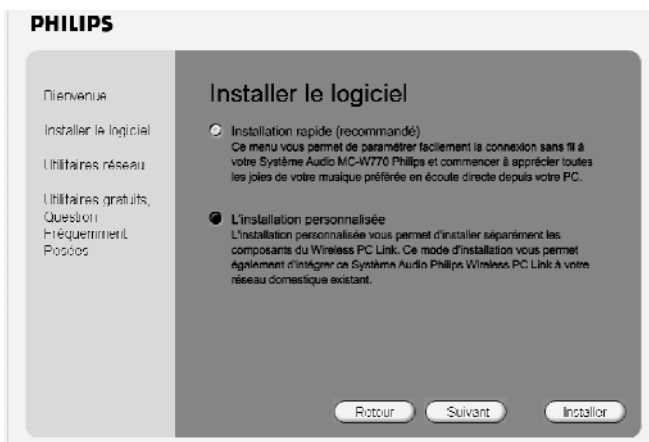 PHILIPS
Bienvenue
Installer le logiciel
Utilitaires réseau
Utilitaires gratuits,
Question
Fréquemment
Posées
Installer le logiciel
Installation rapide (recommandé)
Ce menu vous permet de paramétrer facilement la connexion sans fil à
votre Système Audio MC-W770 Philips et commencer à apprécier toutes
les joies de votre musique préférée en écoute directe depuis votre PC.
L'installation personnalisée
L'installation personnalisée vous permet d'installer séparément les
composants du Wireless PC Link. Ce mode d'installation vous permet
également d'intégrer ce Système Audio Philips Wireless PC Link à votre
réseau domestique existant.
Retour
Suivant
Installer